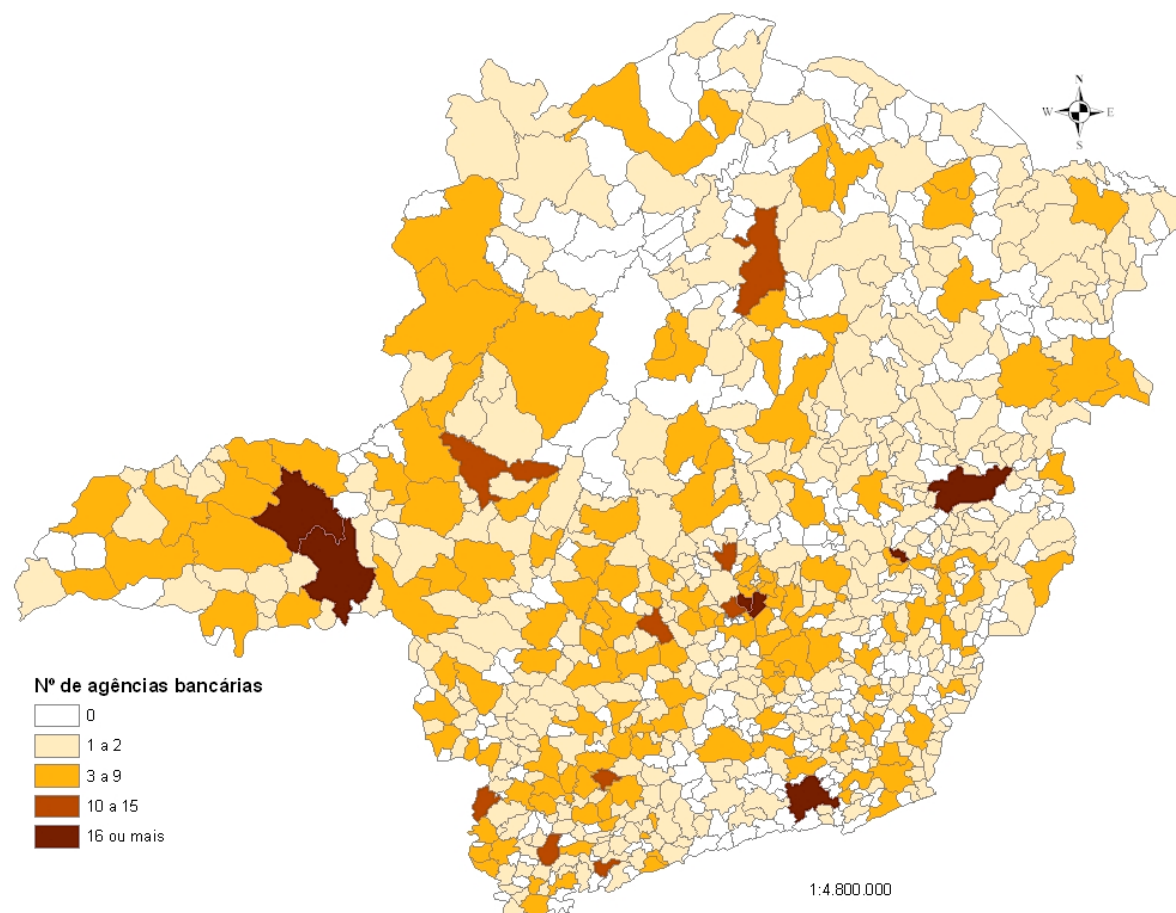 N
W E
S
Nº de agências bancárias
0
1 a 2
3 a 9
10 a 15
16 ou mais
1:4.800.000